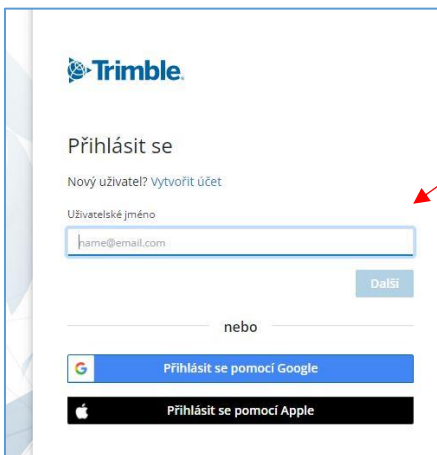 Trimble.
Přihlásit se
Nový uživatel? Vytvořit účet
Uživatelské jméno
name@email.com
Další
nebo
G Přihlásit se pomocí Google
Přihlásit se pomocí Apple